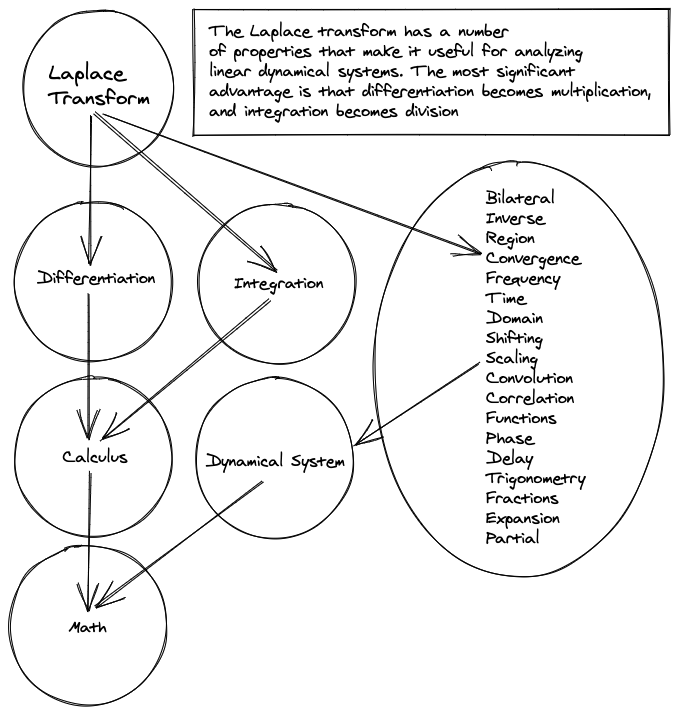 Laplace
Transform
The Laplace transform has a number
of properties that make it useful for analyzing
linear dynamical systems. The most significant
advantage is that differentiation becomes multiplication,
and integration becomes division
Differentiation
Integration
Bilateral
Inverse
Region
Convergence
Frequency
Time
Domain
Shifting
Scaling
Convolution
Correlation
Functions
Phase
Delay
Trigonometry
Fractions
Expansion
Partial
Calculus
Dynamical System
Math